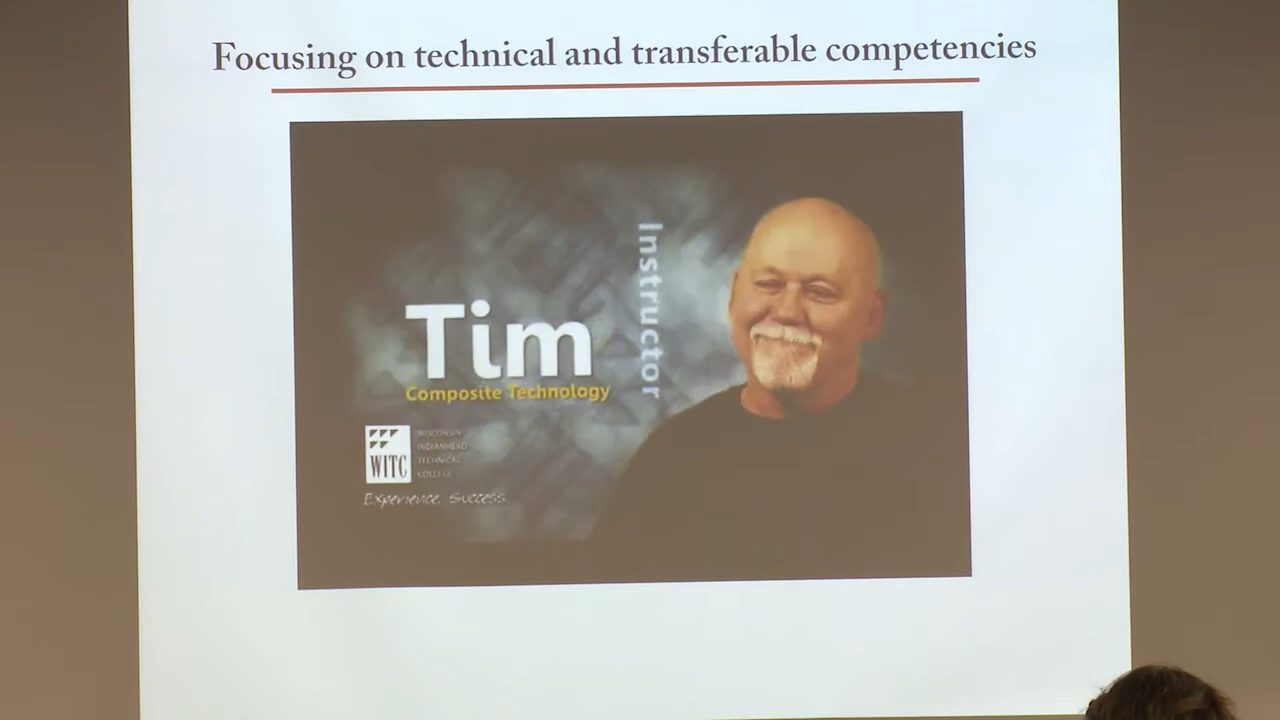 Focusing on technical and transferable competencies
Instructor
Tim
Composite Technology
WITC
WISCONSIN
INDIANHEAD
TECHNICAL
COLLEGE
Experience. Success.